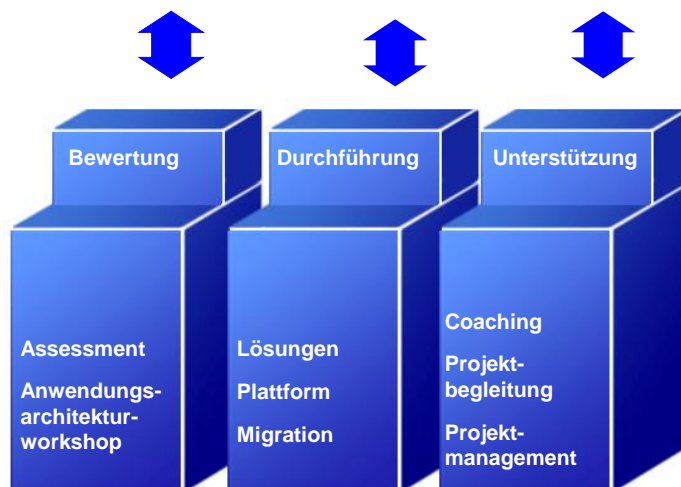 Bewertung
Durchführung
Unterstützung
Assessment
Anwendungs-
architektur-
workshop
Lösungen
Plattform
Migration
Coaching
Projekt-
begleitung
Projekt-
management